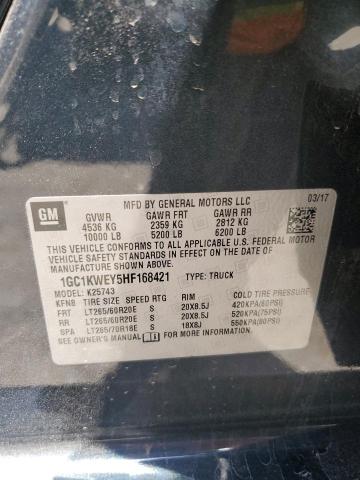 MFD BY GENERAL MOTORS LLC 03/17
GM
GVWR GAWR FRT GAWR RR
4536 KG 2359 KG 2812 KG
10000 LB 5200 LB 6200 LB
THIS VEHICLE CONFORMS TO ALL APPLICABLE U.S.
FEDERAL MOTOR VEHICLE SAFETY STANDARDS IN
EFFECT ON THE DATE OF MANUFACTURE
SHOWN ABOVE.
1GC1KWEY5HF168421 TYPE: TRUCK
MODEL: K25743
KFNB TIRE SIZE SPEED RTG RIM COLD TIRE PRESSURE
FRT LT265/60R20E S 20X8.5J 420KPA(60PSI)
RR LT265/60R20E S 20X8.5J 520KPA(75PSI)
SPA LT265/70R18E S 18X8J 550KPA(80PSI)
SEE OWNER'S MANUAL FOR MORE INFORMATION.